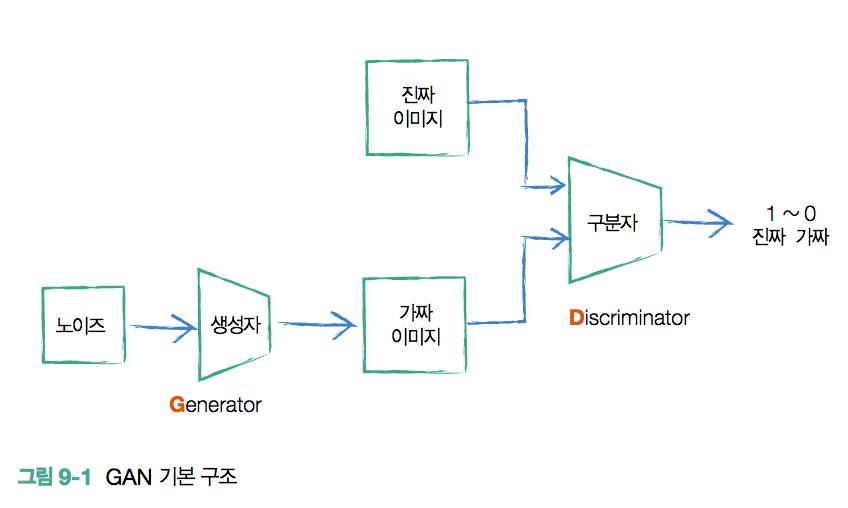 진짜
이미지
구분자
1 ~ 0
진짜 가짜
Discriminator
노이즈
생성자
가짜
이미지
Generator
그림 9-1 GAN 기본 구조